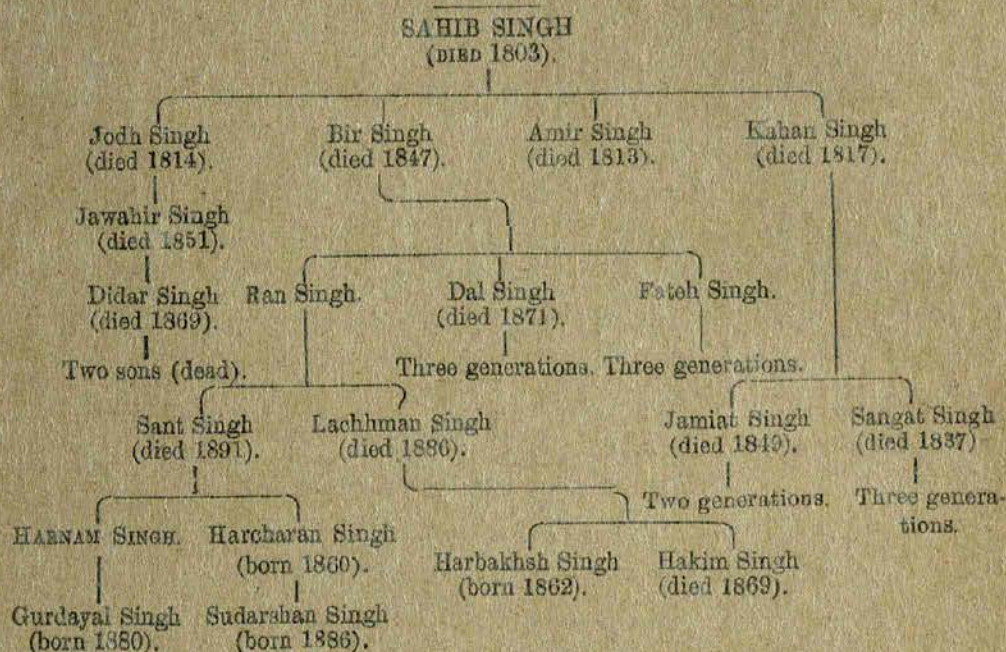 SAHIB SINGH
(DIED 1803).
Jodh Singh Bir Singh Amir Singh Kahan Singh
(died 1814). (died 1847). (died 1813). (died 1817).
Jawahir Singh
(died 1851).
Didar Singh Ran Singh. Dal Singh Fateh Singh.
(died 1869). (died 1871).
Two sons (dead). Three generations. Three generations.
Sant Singh Lachhman Singh Jamiat Singh Sangat Singh
(died 1891). (died 1886). (died 1849). (died 1837)
Two generations. Three genera-
tions.
HARNAM SINGH. Harcharan Singh
(born 1860). Harbakhsh Singh Hakim Singh
(born 1862). (died 1869).
Gurdayal Singh Sudarshan Singh
(born 1880). (born 1886).